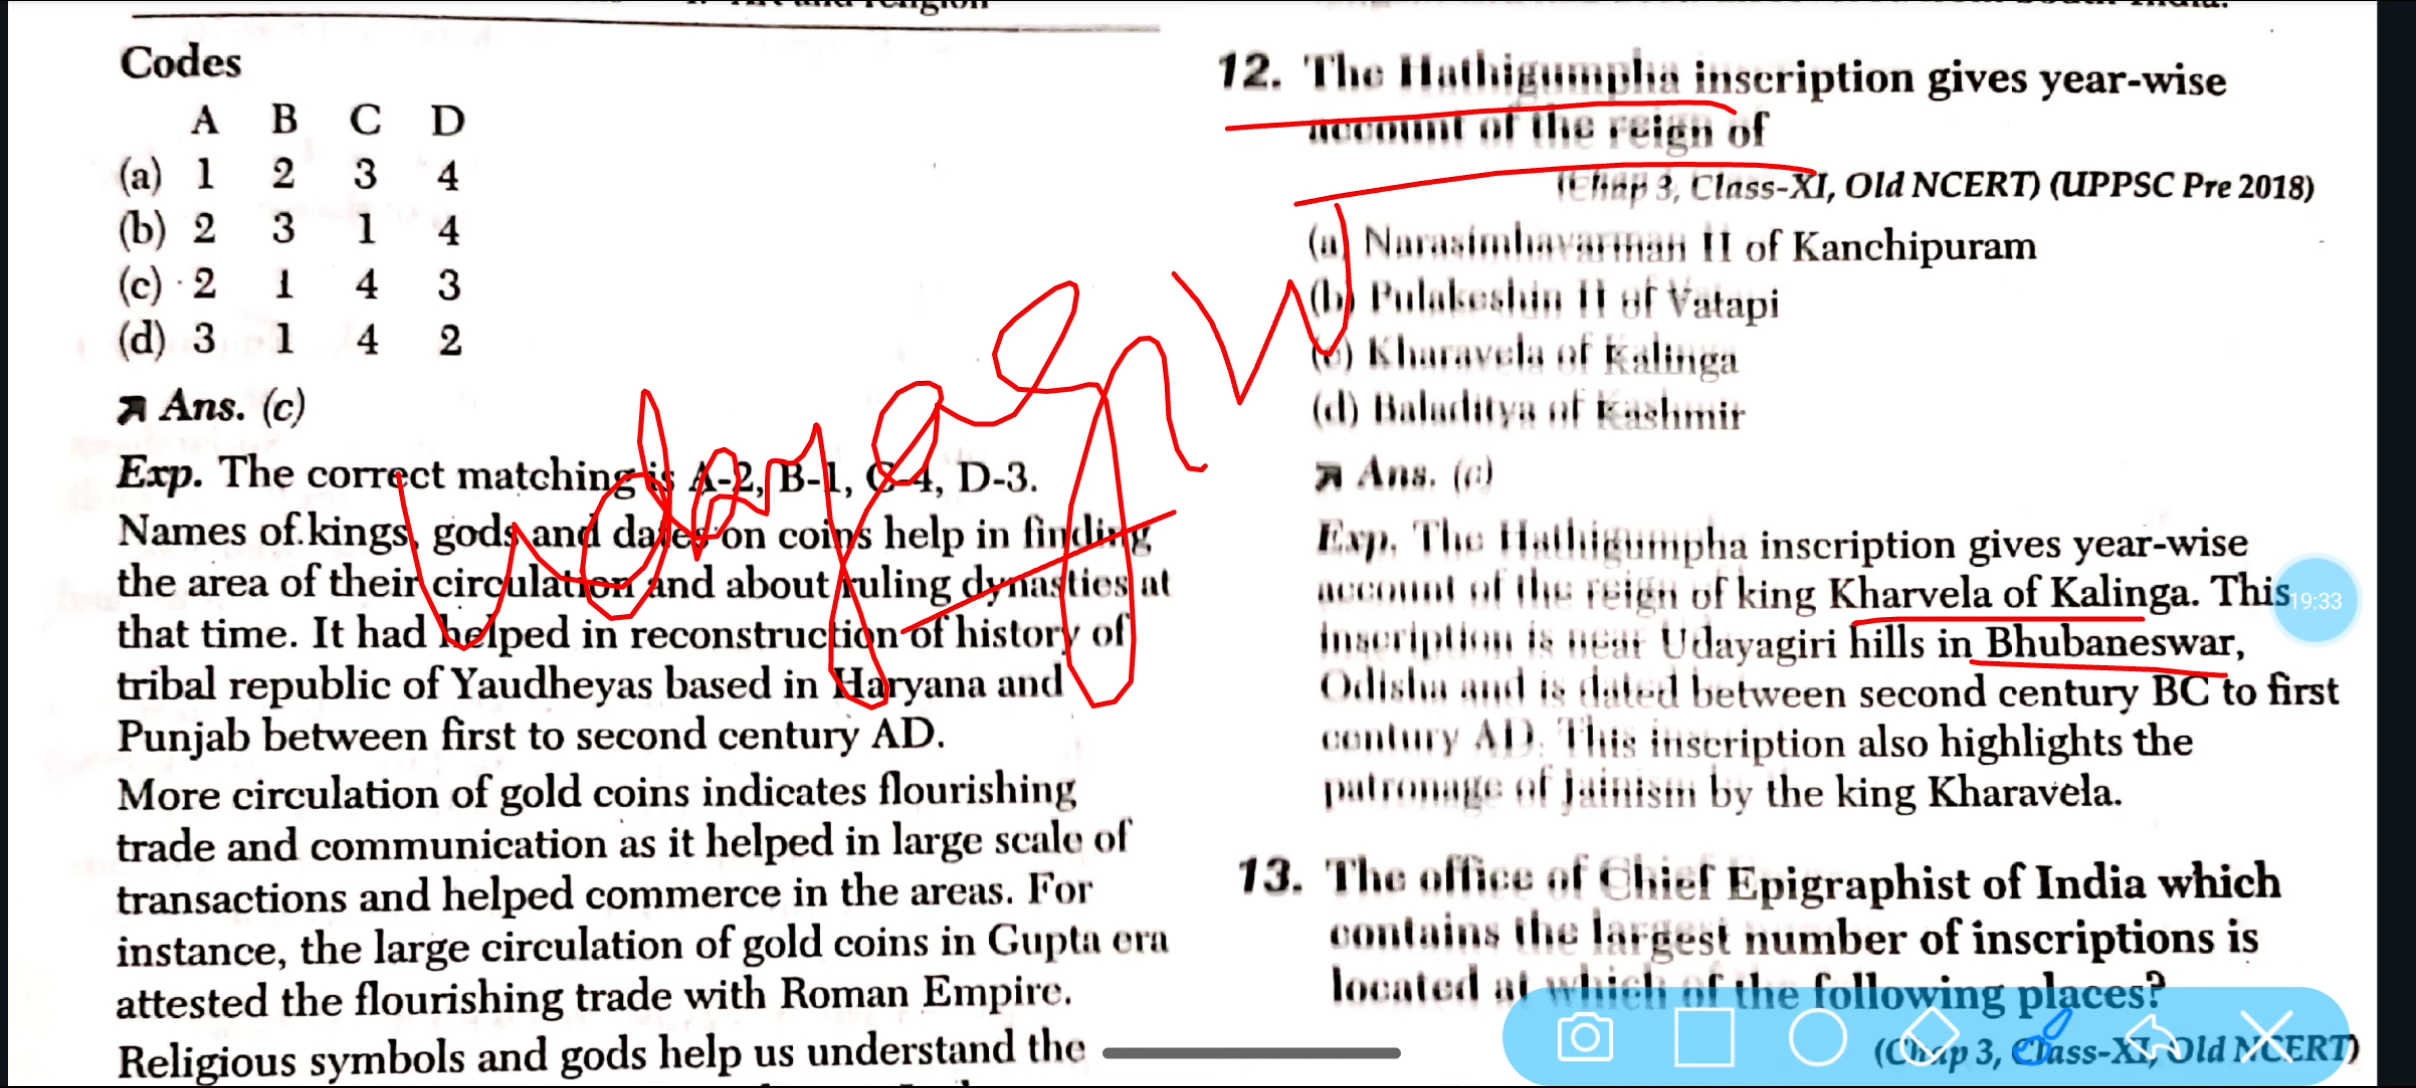 Codes
A B C D
(a) 1 2 3 4
(b) 2 3 1 4
(c) 2 1 4 3
(d) 3 1 4 2
Ans. (c)
Exp. The correct matching is A-2, B-1, C-4, D-3.
Names of kings, gods and dates on coins help in finding
the area of their circulation and about ruling dynasties at
that time. It had helped in reconstruction of history of
tribal republic of Yaudheyas based in Haryana and
Punjab between first to second century AD.
More circulation of gold coins indicates flourishing
trade and communication as it helped in large scale of
transactions and helped commerce in the areas. For
instance, the large circulation of gold coins in Gupta era
attested the flourishing trade with Roman Empire.
Religious symbols and gods help us understand the
Udayagiri
12. The Hathigumpha inscription gives year-wise
account of the reign of
(Chap 3, Class-XI, Old NCERT) (UPPSC Pre 2018)
(a) Narasimhavarman II of Kanchipuram
(b) Pulakeshin II of Vatapi
(c) Kharavela of Kalinga
(d) Baladitya of Kashmir
Ans. (c)
Exp. The Hathigumpha inscription gives year-wise
account of the reign of king Kharvela of Kalinga. This
inscription is near Udayagiri hills in Bhubaneswar,
Odisha and is dated between second century BC to first
century AD. This inscription also highlights the
patronage of Jainism by the king Kharavela.
19:33
13. The office of Chief Epigraphist of India which
contains the largest number of inscriptions is
located at which of the following places?
(Chap 3, Class-XI, Old NCERT)